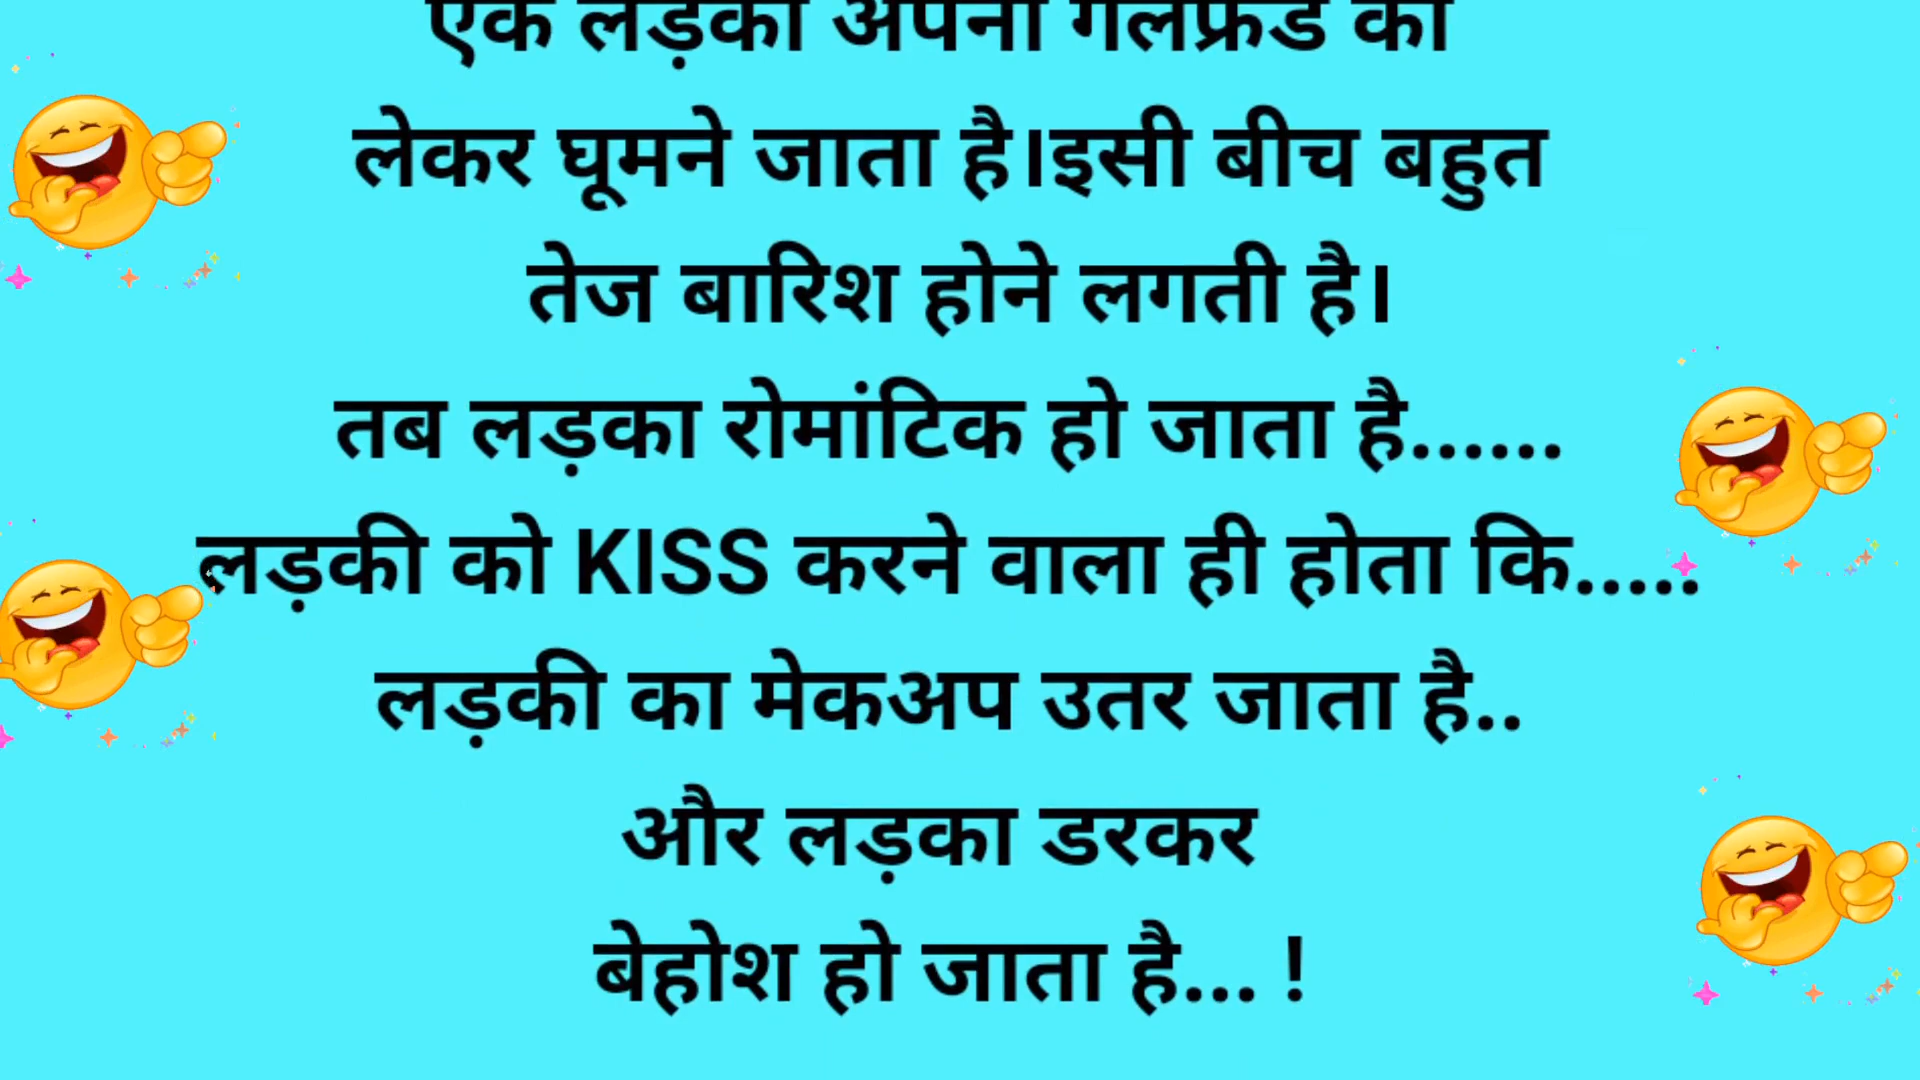 एक लड़का अपनी गर्लफ्रेंड को
लेकर घूमने जाता है।इसी बीच बहुत
तेज बारिश होने लगती है।
तब लड़का रोमांटिक हो जाता है......
लड़की को KISS करने वाला ही होता कि.....
लड़की का मेकअप उतर जाता है..
और लड़का डरकर
बेहोश हो जाता है... !